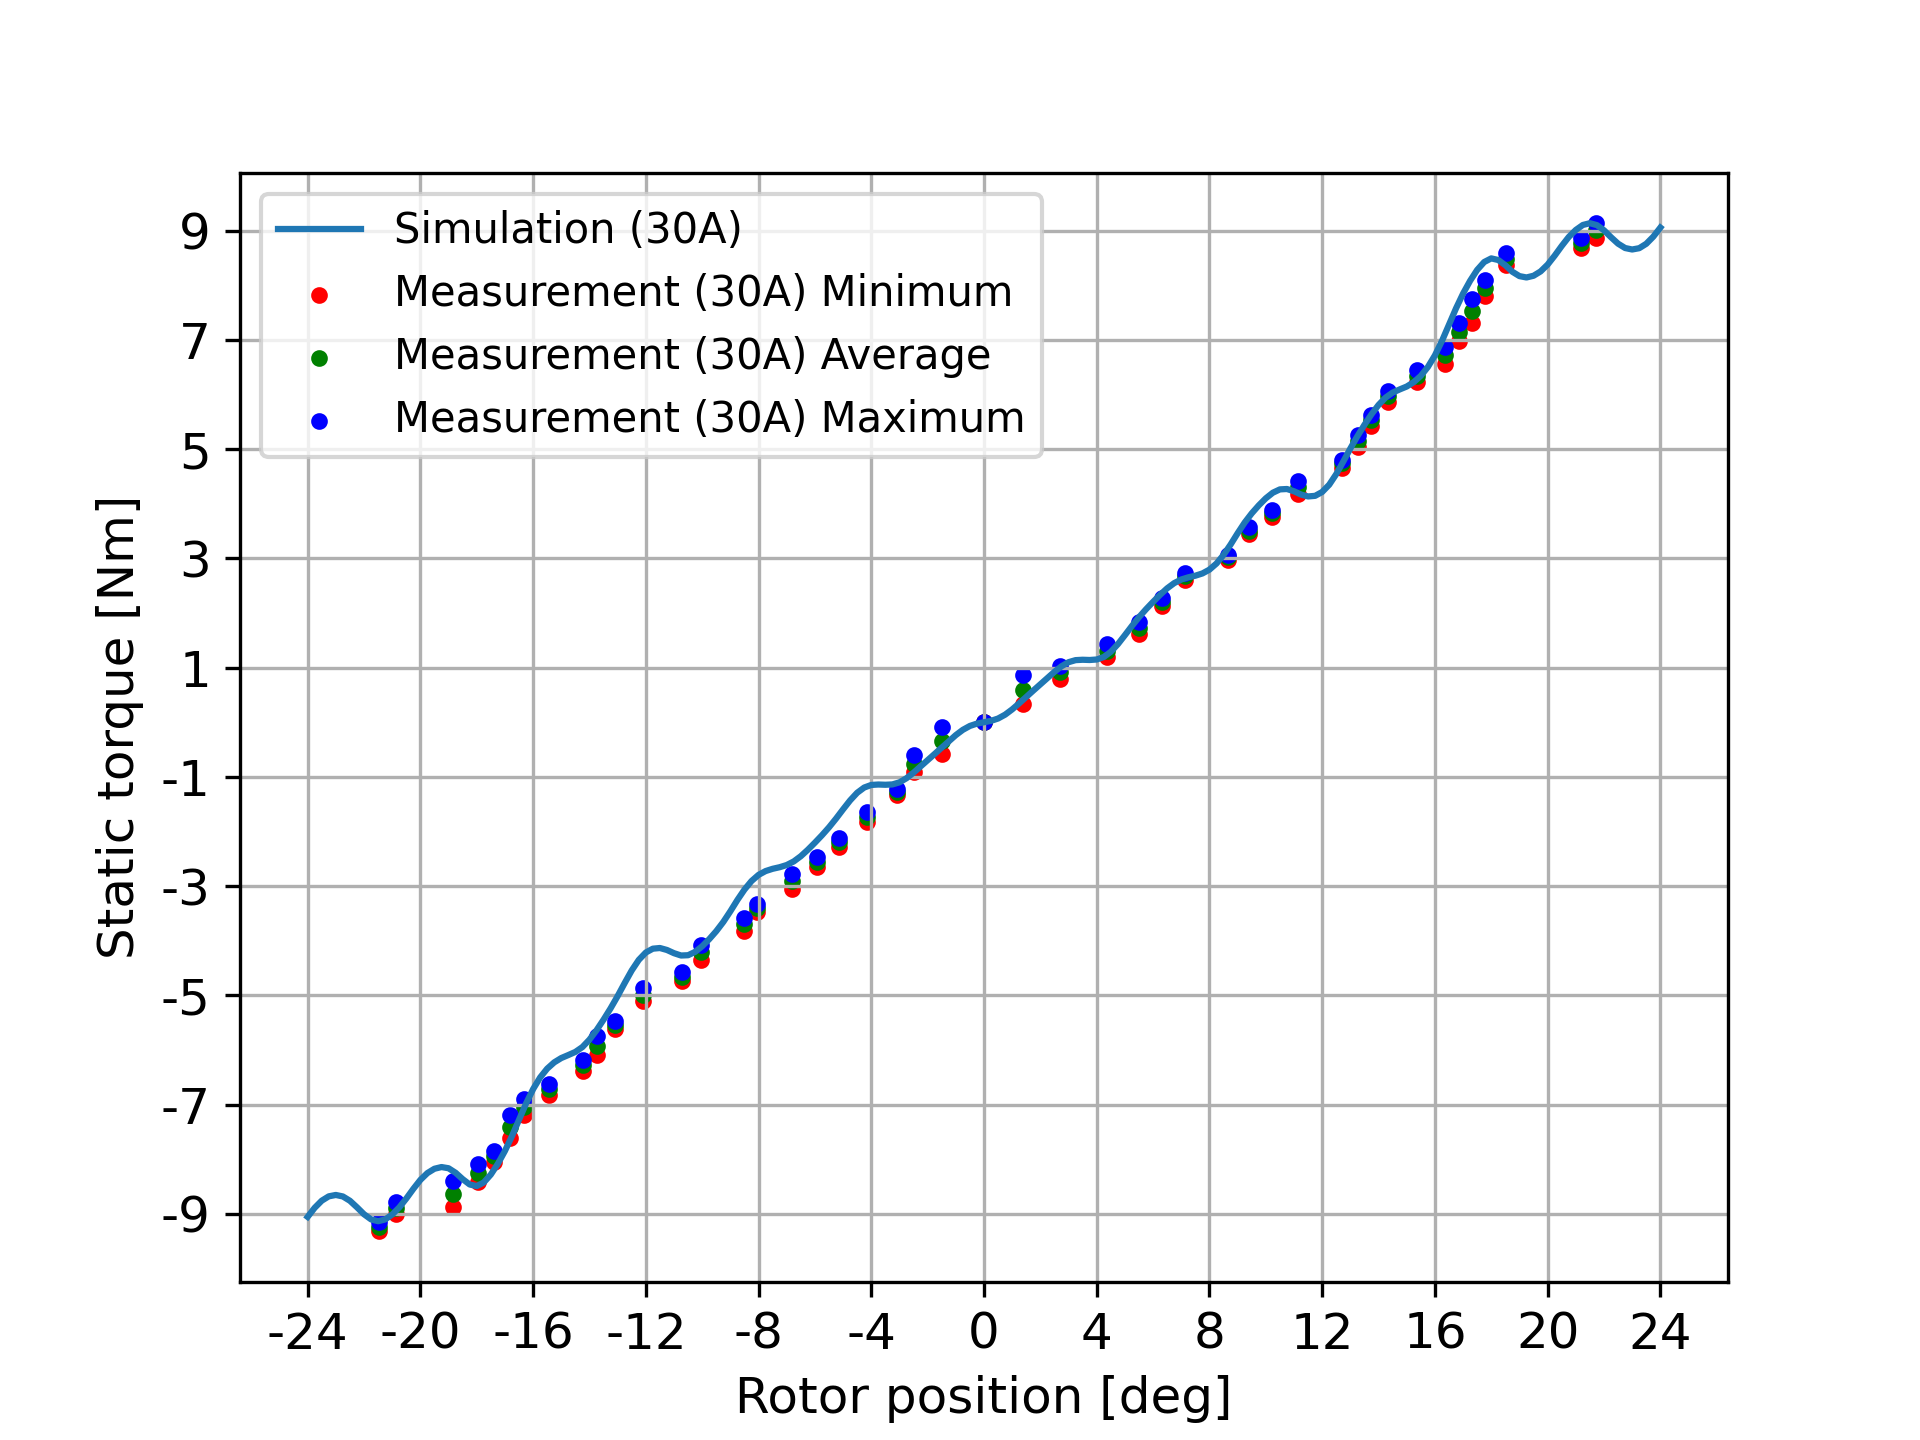 Simulation (30A)
Measurement (30A) Minimum
Measurement (30A) Average
Measurement (30A) Maximum
9
7
5
3
1
-1
-3
-5
-7
-9
Static torque [Nm]
-24 -20 -16 -12 -8 -4 0 4 8 12 16 20 24
Rotor position [deg]